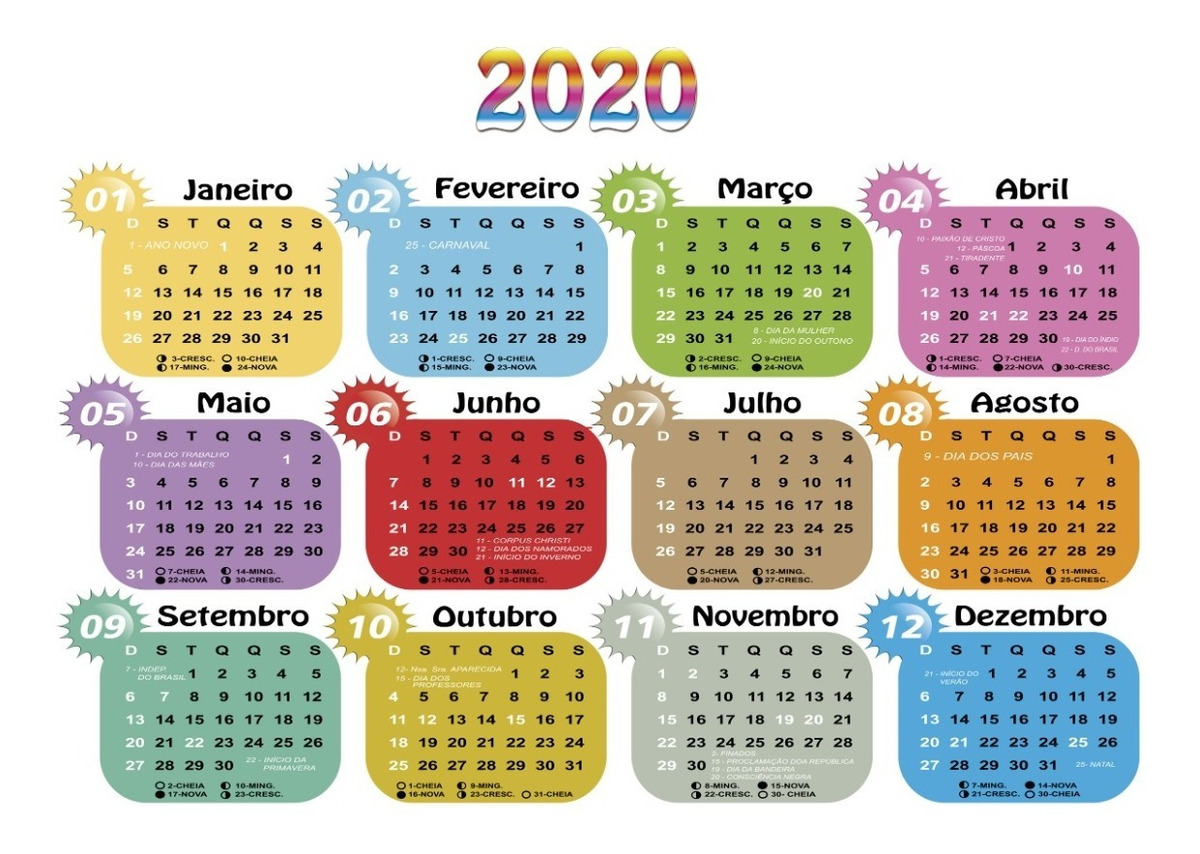 2020
01 Janeiro
D S T Q Q S S
1 - ANO NOVO 1 2 3 4
5 6 7 8 9 10 11
12 13 14 15 16 17 18
19 20 21 22 23 24 25
26 27 28 29 30 31
3-CRESC. 10-CHEIA
17-MING. 24-NOVA
02 Fevereiro
D S T Q Q S S
25 - CARNAVAL 1
2 3 4 5 6 7 8
9 10 11 12 13 14 15
16 17 18 19 20 21 22
23 24 25 26 27 28 29
1-CRESC. 9-CHEIA
15-MING. 23-NOVA
03 Março
D S T Q Q S S
1 2 3 4 5 6 7
8 9 10 11 12 13 14
15 16 17 18 19 20 21
22 23 24 25 26 27 28
8 - DIA DA MULHER
29 30 31 20 - INÍCIO DO OUTONO
2-CRESC. 9-CHEIA
16-MING. 24-NOVA
04 Abril
D S T Q Q S S
10 - PAIXÃO DE CRISTO
12 - PÁSCOA 1 2 3 4
21 - TIRADENTE
5 6 7 8 9 10 11
12 13 14 15 16 17 18
19 20 21 22 23 24 25
26 27 28 29 30 19 - DIA DO ÍNDIO
22 - D. DO BRASIL
1-CRESC. 7-CHEIA
14-MING. 22-NOVA 30-CRESC.
05 Maio
D S T Q Q S S
1 - DIA DO TRABALHO 1 2
10 - DIA DAS MÃES
3 4 5 6 7 8 9
10 11 12 13 14 15 16
17 18 19 20 21 22 23
24 25 26 27 28 29 30
31 7-CHEIA 14-MING.
22-NOVA 30-CRESC.
06 Junho
D S T Q Q S S
1 2 3 4 5 6
7 8 9 10 11 12 13
14 15 16 17 18 19 20
21 22 23 24 25 26 27
11 - CORPUS CHRISTI
28 29 30 12 - DIA DOS NAMORADOS
21 - INÍCIO DO INVERNO
5-CHEIA 13-MING.
21-NOVA 28-CRESC.
07 Julho
D S T Q Q S S
1 2 3 4
5 6 7 8 9 10 11
12 13 14 15 16 17 18
19 20 21 22 23 24 25
26 27 28 29 30 31
5-CHEIA 12-MING.
20-NOVA 27-CRESC.
08 Agosto
D S T Q Q S S
9 - DIA DOS PAIS 1
2 3 4 5 6 7 8
9 10 11 12 13 14 15
16 17 18 19 20 21 22
23 24 25 26 27 28 29
30 31 3-CHEIA 11-MING.
18-NOVA 25-CRESC.
09 Setembro
D S T Q Q S S
7 - INDEP.
DO BRASIL 1 2 3 4 5
6 7 8 9 10 11 12
13 14 15 16 17 18 19
20 21 22 23 24 25 26
27 28 29 30 22 - INÍCIO DA
PRIMAVERA
2-CHEIA 10-MING.
17-NOVA 23-CRESC.
10 Outubro
D S T Q Q S S
12- Nsa. Sra. APARECIDA 1 2 3
15 - DIA DOS
PROFESSORES
4 5 6 7 8 9 10
11 12 13 14 15 16 17
18 19 20 21 22 23 24
25 26 27 28 29 30 31
1-CHEIA 9-MING.
16-NOVA 23-CRESC. 31-CHEIA
11 Novembro
D S T Q Q S S
1 2 3 4 5 6 7
8 9 10 11 12 13 14
15 16 17 18 19 20 21
22 23 24 25 26 27 28
2- FINADOS
29 30 15 - PROCLAMAÇÃO DOA REPÚBLICA
19 - DIA DA BANDEIRA
20 - CONSCIÊNCIA NEGRA
8-MING. 15-NOVA
22-CRESC. 30- CHEIA
12 Dezembro
D S T Q Q S S
21 - INÍCIO DO 1 2 3 4 5
VERÃO
6 7 8 9 10 11 12
13 14 15 16 17 18 19
20 21 22 23 24 25 26
27 28 29 30 31 25- NATAL
7-MING. 14-NOVA
21-CRESC. 30-CHEIA